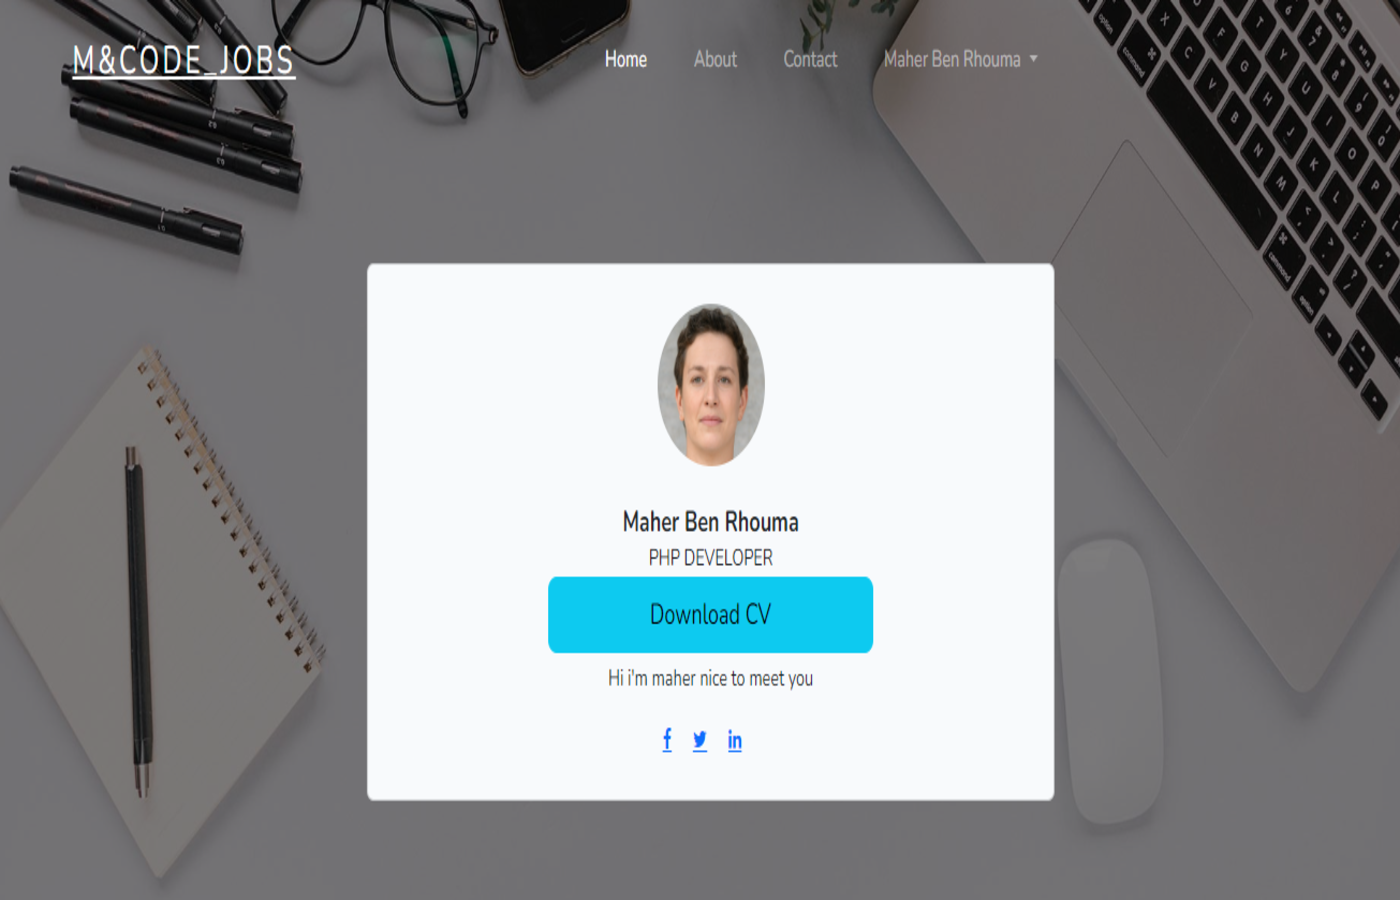 M&CODE_JOBS
Home About Contact Maher Ben Rhouma
Maher Ben Rhouma
PHP DEVELOPER
Download CV
Hi i'm maher nice to meet you